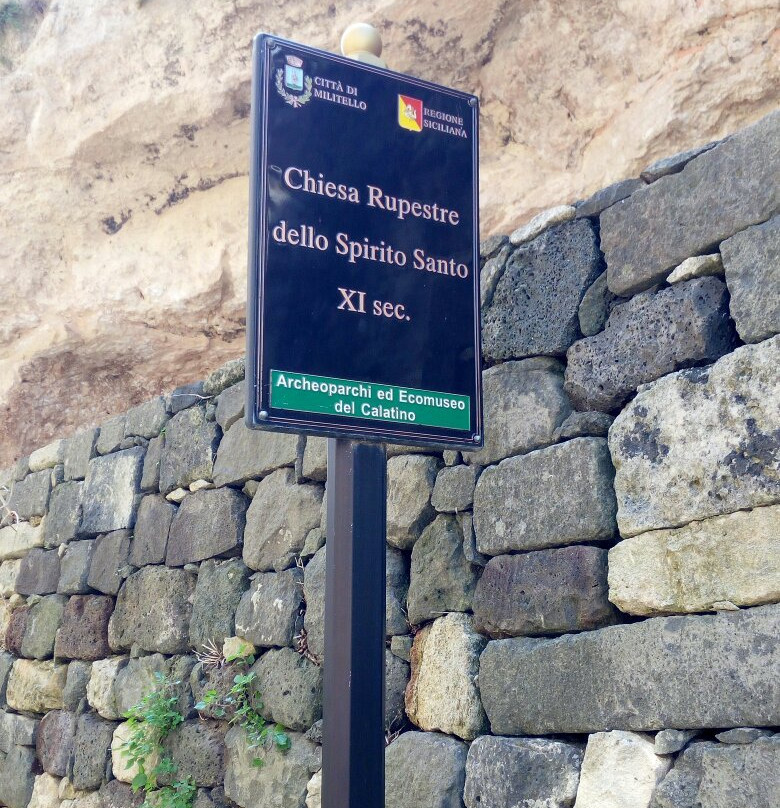 CITTÀ DI
MILITELLO
REGIONE
SICILIANA
Chiesa Rupestre
dello Spirito Santo
XI sec.
Archeoparchi ed Ecomuseo
del Calatino